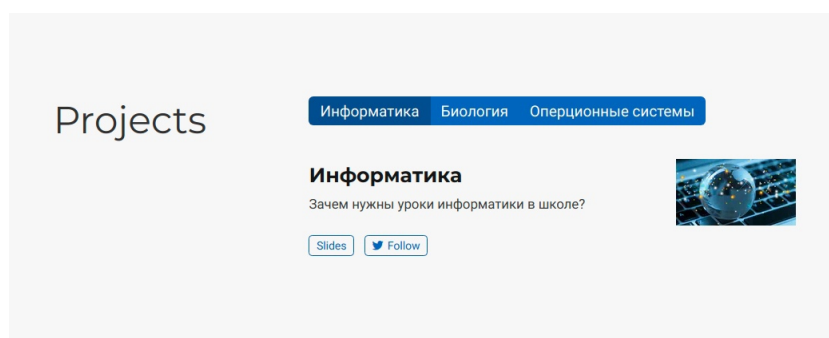 Projects
Информатика Биология Оперционные системы
Информатика
Зачем нужны уроки информатики в школе?
Slides Follow